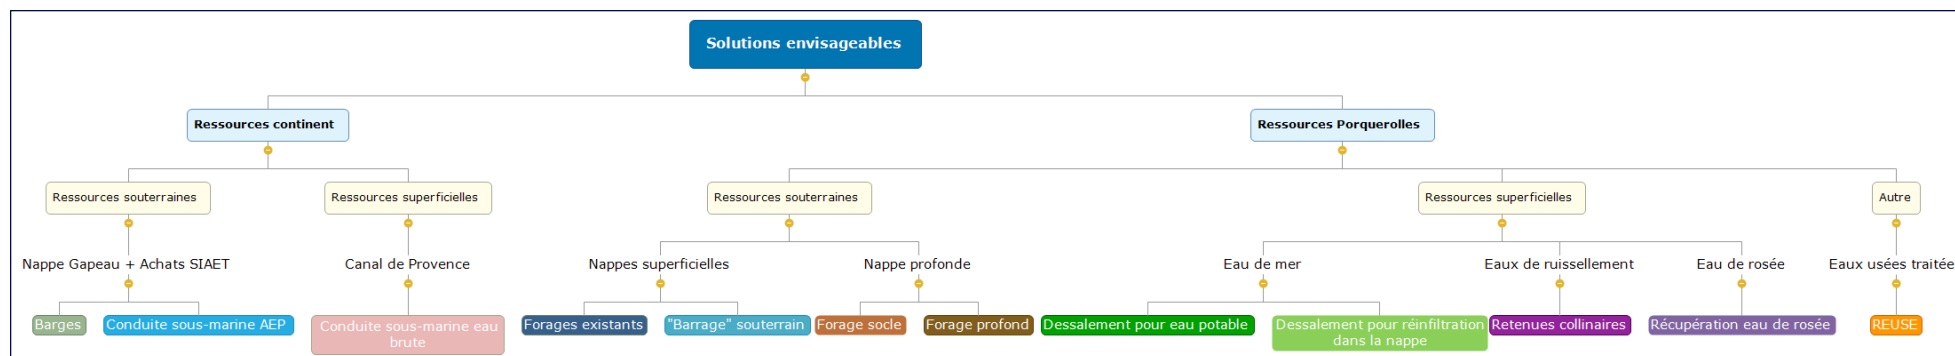 Solutions envisageables
Ressources continent
Ressources Porquerolles
Ressources souterraines
Ressources superficielles
Ressources souterraines
Ressources superficielles
Autre
Nappe Gapeau + Achats SIAET
Canal de Provence
Nappes superficielles
Nappe profonde
Eau de mer
Eaux de ruissellement
Eau de rosée
Eaux usées traitée
Barges
Conduite sous-marine AEP
Conduite sous-marine eau
brute
Forages existants
"Barrage" souterrain
Forage socle
Forage profond
Dessalement pour eau potable
Dessalement pour réinfiltration
dans la nappe
Retenues collinaires
Récupération eau de rosée
REUSE